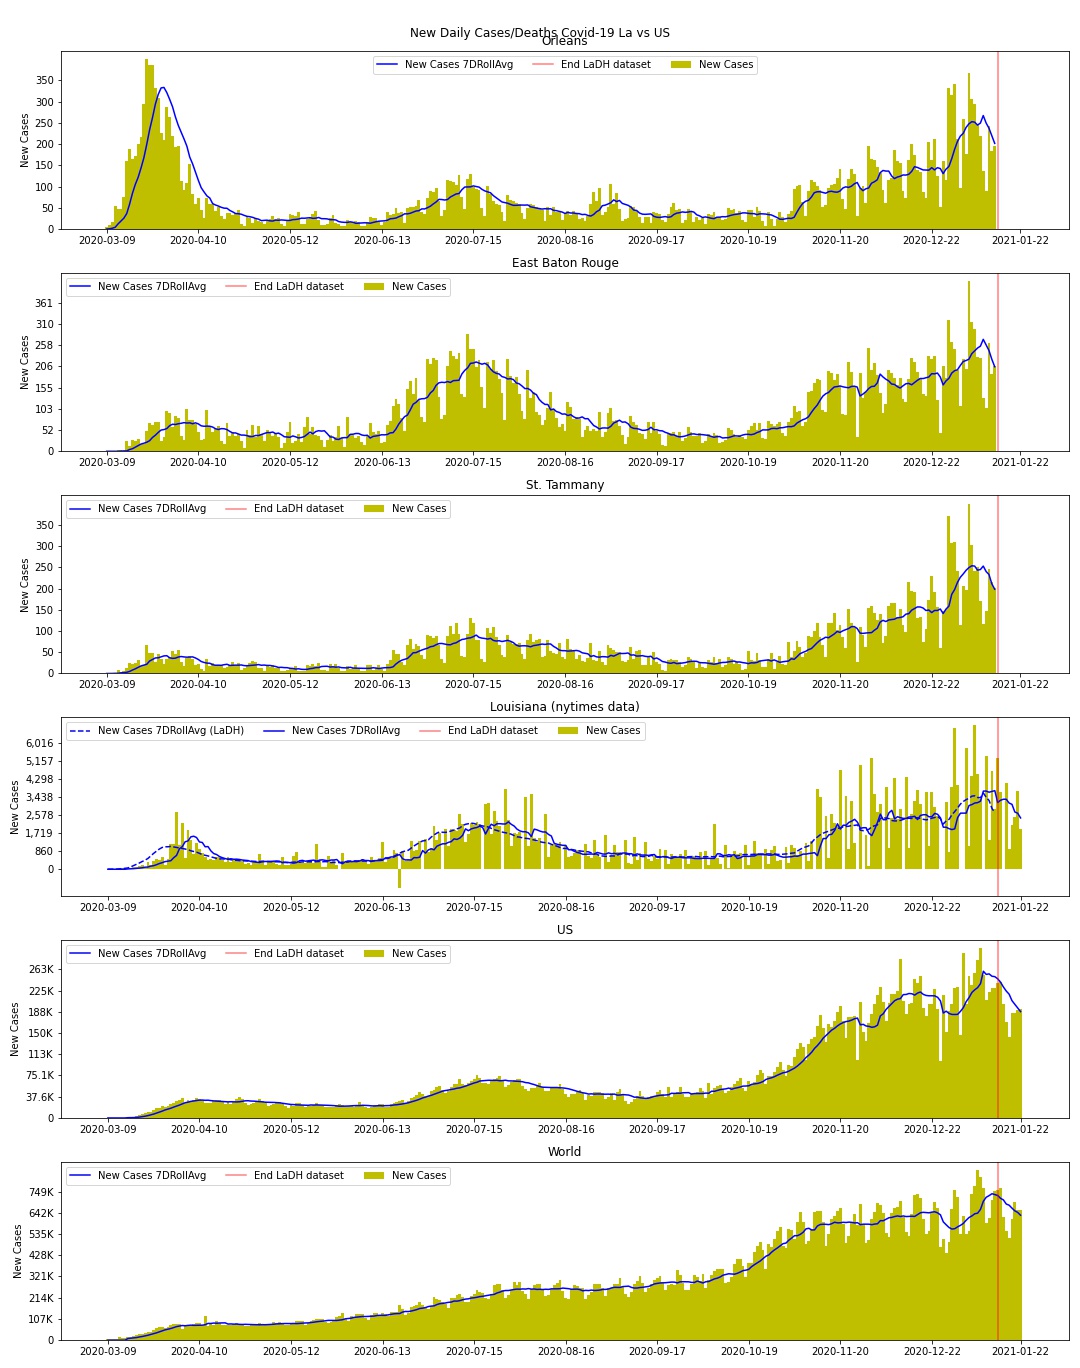 New Daily Cases/Deaths Covid-19 La vs US
Orleans
New Cases 7DRollAvg End LaDH dataset New Cases
New Cases
350
300
250
200
150
100
50
0
2020-03-09 2020-04-10 2020-05-12 2020-06-13 2020-07-15 2020-08-16 2020-09-17 2020-10-19 2020-11-20 2020-12-22 2021-01-22
East Baton Rouge
New Cases 7DRollAvg End LaDH dataset New Cases
New Cases
361
310
258
206
155
103
52
0
2020-03-09 2020-04-10 2020-05-12 2020-06-13 2020-07-15 2020-08-16 2020-09-17 2020-10-19 2020-11-20 2020-12-22 2021-01-22
St. Tammany
New Cases 7DRollAvg End LaDH dataset New Cases
New Cases
350
300
250
200
150
100
50
0
2020-03-09 2020-04-10 2020-05-12 2020-06-13 2020-07-15 2020-08-16 2020-09-17 2020-10-19 2020-11-20 2020-12-22 2021-01-22
Louisiana (nytimes data)
New Cases 7DRollAvg (LaDH) New Cases 7DRollAvg End LaDH dataset New Cases
New Cases
6,016
5,157
4,298
3,438
2,578
1,719
860
0
2020-03-09 2020-04-10 2020-05-12 2020-06-13 2020-07-15 2020-08-16 2020-09-17 2020-10-19 2020-11-20 2020-12-22 2021-01-22
US
New Cases 7DRollAvg End LaDH dataset New Cases
New Cases
263K
225K
188K
150K
113K
75.1K
37.6K
0
2020-03-09 2020-04-10 2020-05-12 2020-06-13 2020-07-15 2020-08-16 2020-09-17 2020-10-19 2020-11-20 2020-12-22 2021-01-22
World
New Cases 7DRollAvg End LaDH dataset New Cases
New Cases
749K
642K
535K
428K
321K
214K
107K
0
2020-03-09 2020-04-10 2020-05-12 2020-06-13 2020-07-15 2020-08-16 2020-09-17 2020-10-19 2020-11-20 2020-12-22 2021-01-22